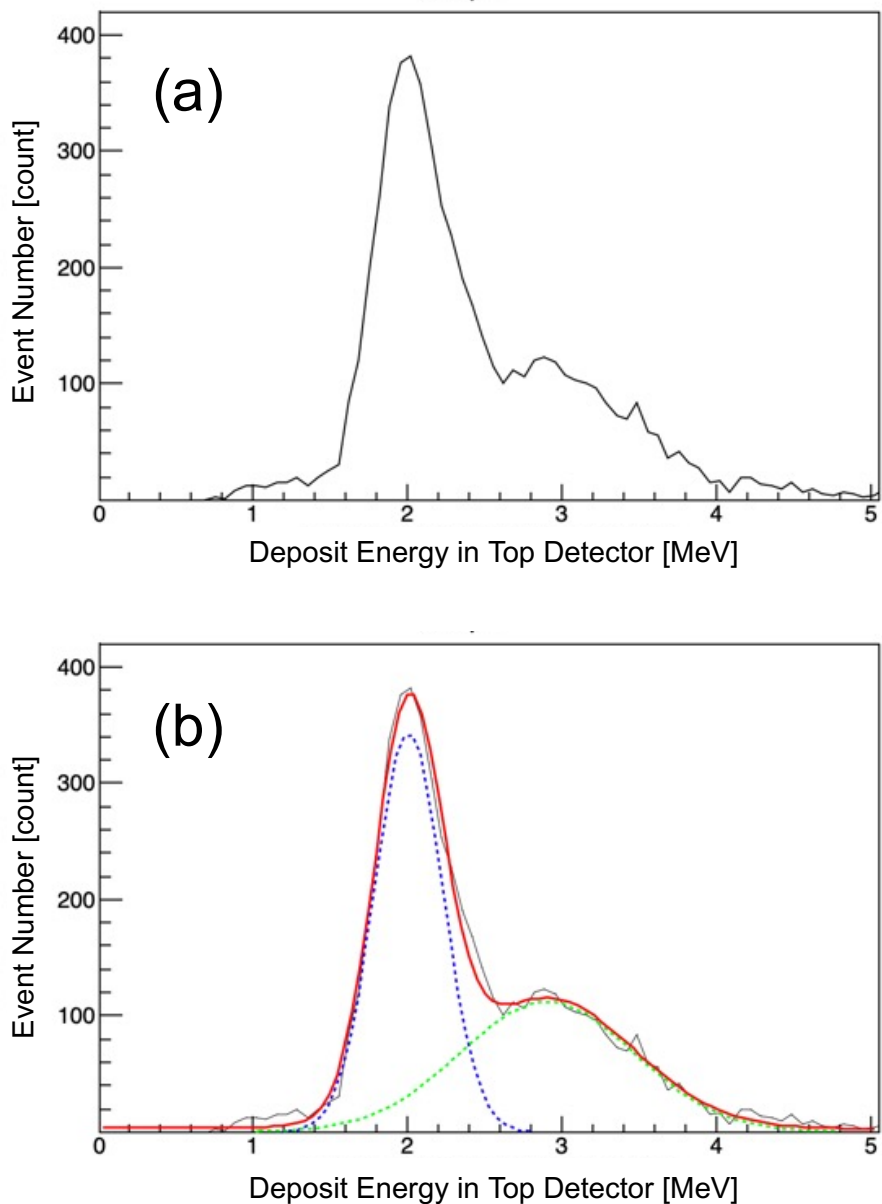 (a)
Event Number [count]
400
300
200
100
0 1 2 3 4 5
Deposit Energy in Top Detector [MeV]
(b)
Event Number [count]
400
300
200
100
0 1 2 3 4 5
Deposit Energy in Top Detector [MeV]